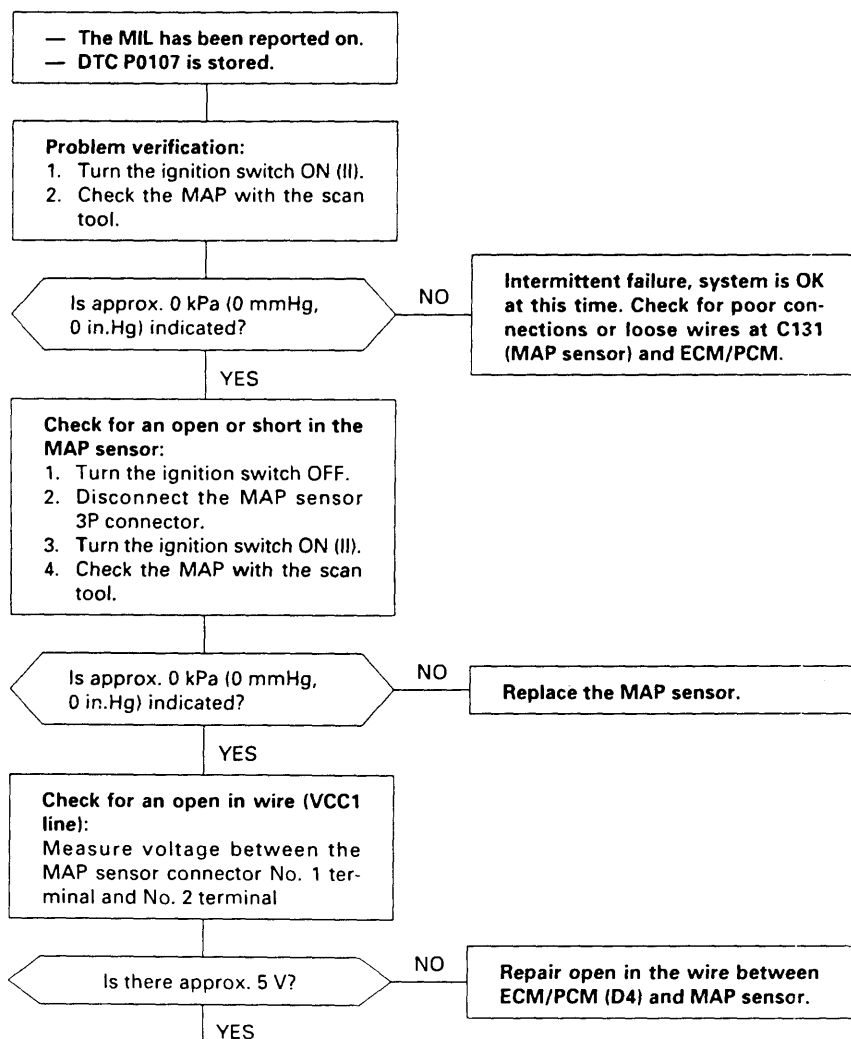 — The MIL has been reported on.
— DTC P0107 is stored.
Problem verification:
1. Turn the ignition switch ON (II).
2. Check the MAP with the scan
tool.
Is approx. 0 kPa (0 mmHg,
0 in.Hg) indicated?
NO
Intermittent failure, system is OK
at this time. Check for poor con-
nections or loose wires at C131
(MAP sensor) and ECM/PCM.
YES
Check for an open or short in the
MAP sensor:
1. Turn the ignition switch OFF.
2. Disconnect the MAP sensor
3P connector.
3. Turn the ignition switch ON (II).
4. Check the MAP with the scan
tool.
Is approx. 0 kPa (0 mmHg,
0 in.Hg) indicated?
NO
Replace the MAP sensor.
YES
Check for an open in wire (VCC1
line):
Measure voltage between the
MAP sensor connector No. 1 ter-
minal and No. 2 terminal
Is there approx. 5 V?
NO
Repair open in the wire between
ECM/PCM (D4) and MAP sensor.
YES